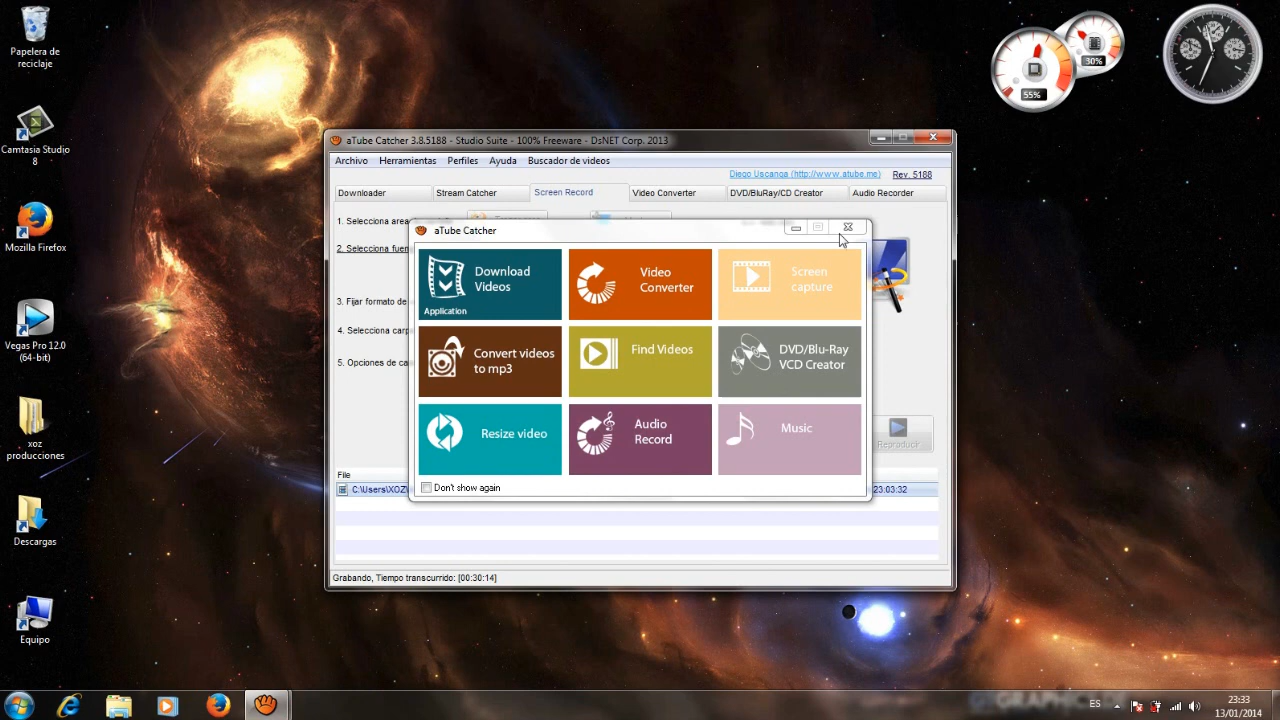 Papelera de
reciclaje
Camtasia Studio
8
Mozilla Firefox
Vegas Pro 12.0
(64-bit)
xoz
producciones
Descargas
Equipo
55%
30%
aTube Catcher 3.8.5188 - Studio Suite - 100% Freeware - DsNET Corp. 2013
Archivo Herramientas Perfiles Ayuda Buscador de videos
Diego Uscanga (http://www.atube.me) Rev. 5188
Downloader Stream Catcher Screen Record Video Converter DVD/BluRay/CD Creator Audio Recorder
1. Selecciona area
2. Selecciona
3. Fijar formato de
4. Selecciona
5. Opciones de
aTube Catcher
Download
Videos
Application
Video
Converter
Screen
capture
Convert videos
to mp3
Find Videos
DVD/Blu-Ray
VCD Creator
Resize video
Audio
Record
Music
Don't show again
Reproducir
File
C:\Users\XOZ\ 23:03:32
Grabando, Tiempo transcurrido: [00:30:14]
ES
23:33
13/01/2014